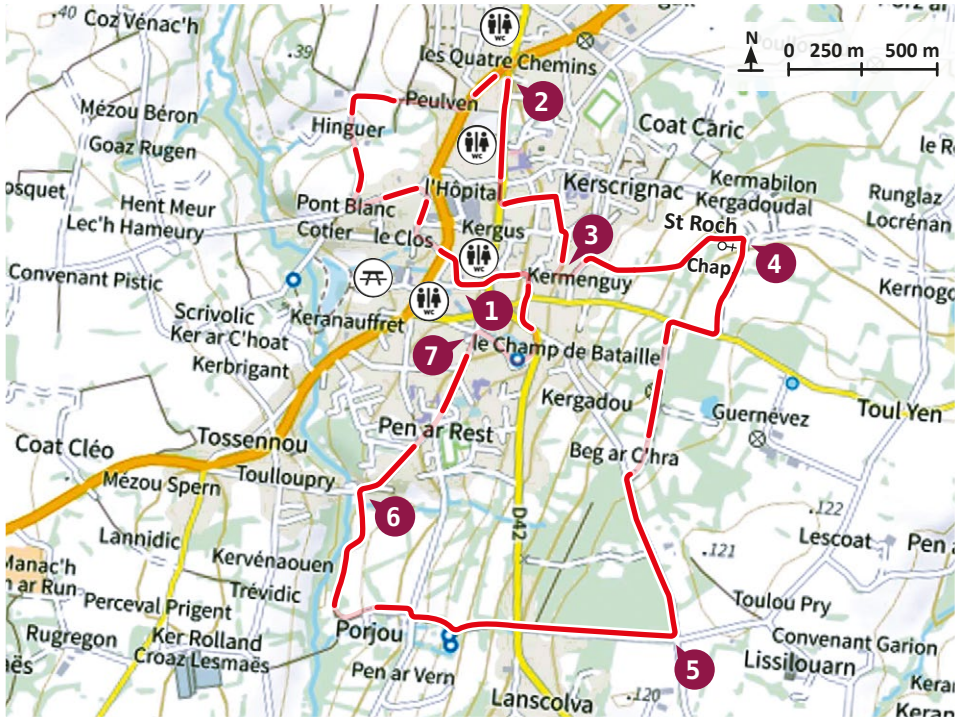 .40
Coz Vénac'h
.39
WC
les Quatre Chemins
N
0 250 m 500 m
Mézou Béron
Peulven
2
Hinguer
Coat Caric
Goaz Rugen
WC
le R
osquet
Kerscrignac
Kermabilon
l'Hôpital
Kergadoudal
Runglaz
Hent Meur
Pont Blanc
Locrénan
Lec'h Hameury
Cotier
le Clos
Kergus
3
St Roch
WC
4
Chap
Convenant Pistic
Kermenguy
Kernogo
WC
1
Scrivolic
Keranauffret
Ker ar C'hoat
7
le Champ de Bataille
Kerbrigant
Kergadou
Guernévez
Toul Yen
Coat Cléo
Tossennou
Pen ar Rest
Beg ar C'hra
Toulloupry
Mézou Spern
6
D42
.122
Lannidic
Lescoat
Pen a
Kervénaouen
.121
Manac'h
n ar Run
Trévidic
Perceval Prigent
Toulou Pry
Rugregon
Ker Rolland
Porjou
Convenant Garion
aës
Croaz Lesmaës
Lissilouarn
5
Pen ar Vern
Kerar
.120
Lanscolva
Keran